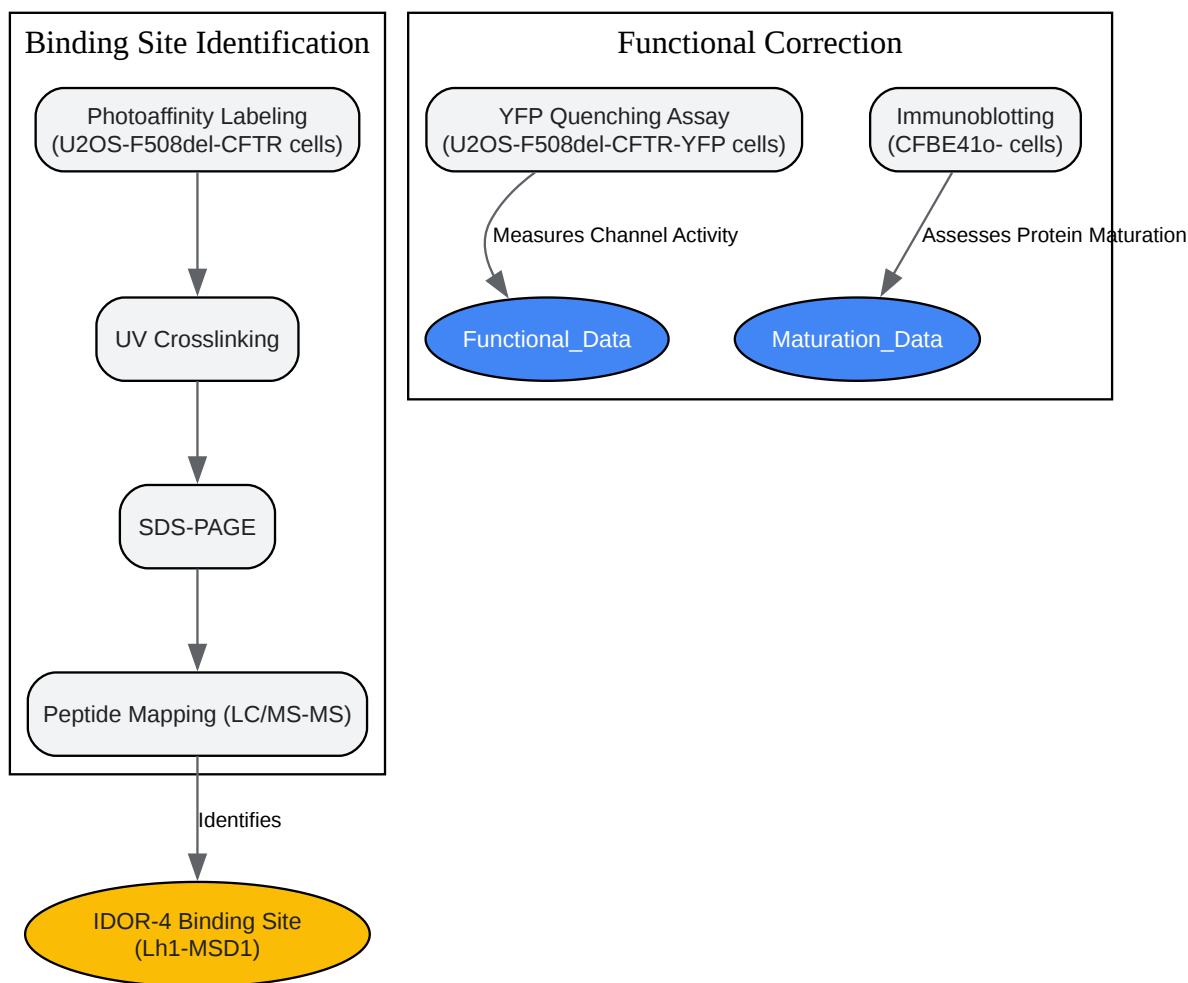 Binding Site Identification
Photoaffinity Labeling
(U2OS-F508del-CFTR cells)
UV Crosslinking
SDS-PAGE
Peptide Mapping (LC/MS-MS)
Identifies
IDOR-4 Binding Site
(Lh1-MSD1)
Functional Correction
YFP Quenching Assay
(U2OS-F508del-CFTR-YFP cells)
Measures Channel Activity
Functional_Data
Immunoblotting
(CFBE41o- cells)
Assesses Protein Maturation
Maturation_Data